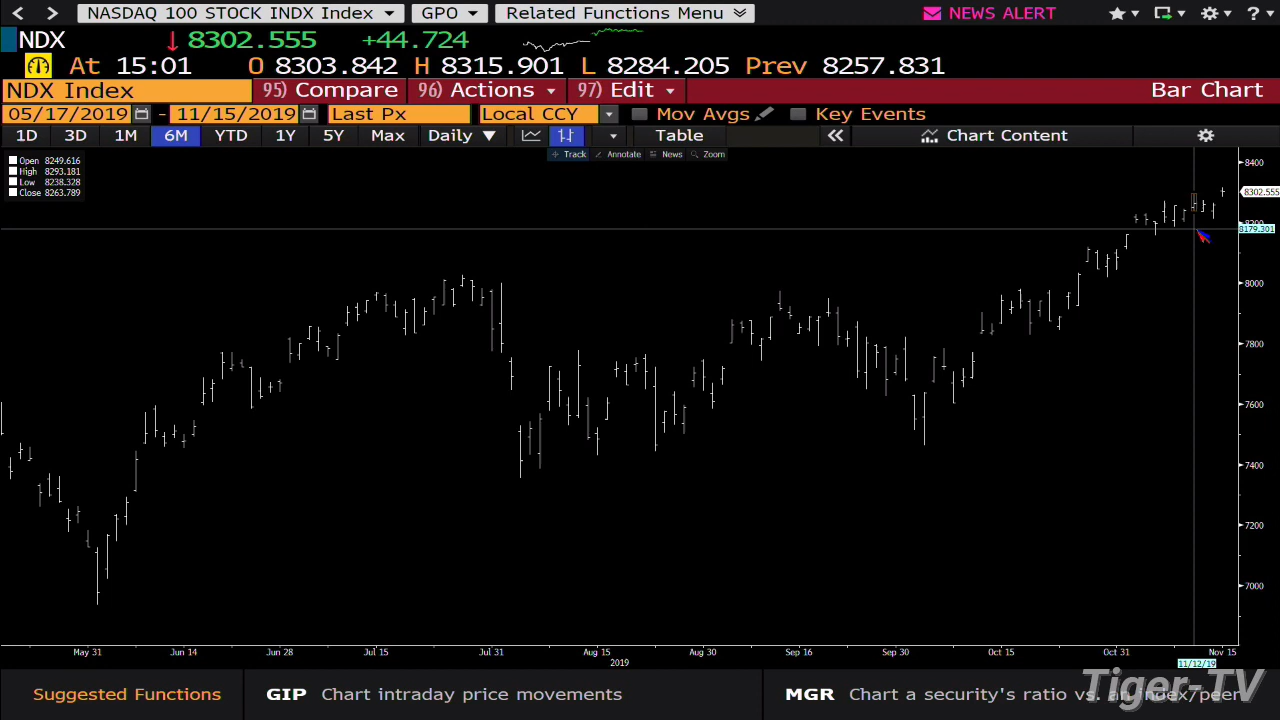 NASDAQ 100 STOCK INDX Index GPO Related Functions Menu NEWS ALERT ?
NDX 8302.555 +44.724
At 15:01 O 8303.842 H 8315.901 L 8284.205 Prev 8257.831
NDX Index 95) Compare 96) Actions 97) Edit Bar Chart
05/17/2019 - 11/15/2019 Last Px Local CCY Mov Avgs Key Events
1D 3D 1M 6M YTD 1Y 5Y Max Daily Table Chart Content
Track Annotate News Zoom
Open 8249.616
High 8293.181
Low 8238.328
Close 8263.789
8400
8302.555
8200
8179.301
8000
7800
7600
7400
7200
7000
May 31 Jun 14 Jun 28 Jul 15 Jul 31 Aug 15 Aug 30 Sep 16 Sep 30 Oct 15 Oct 31 Nov 15
2019 11/12/19
Suggested Functions GIP Chart intraday price movements MGR Chart a security's ratio vs. an index/peer
Tiger-TV